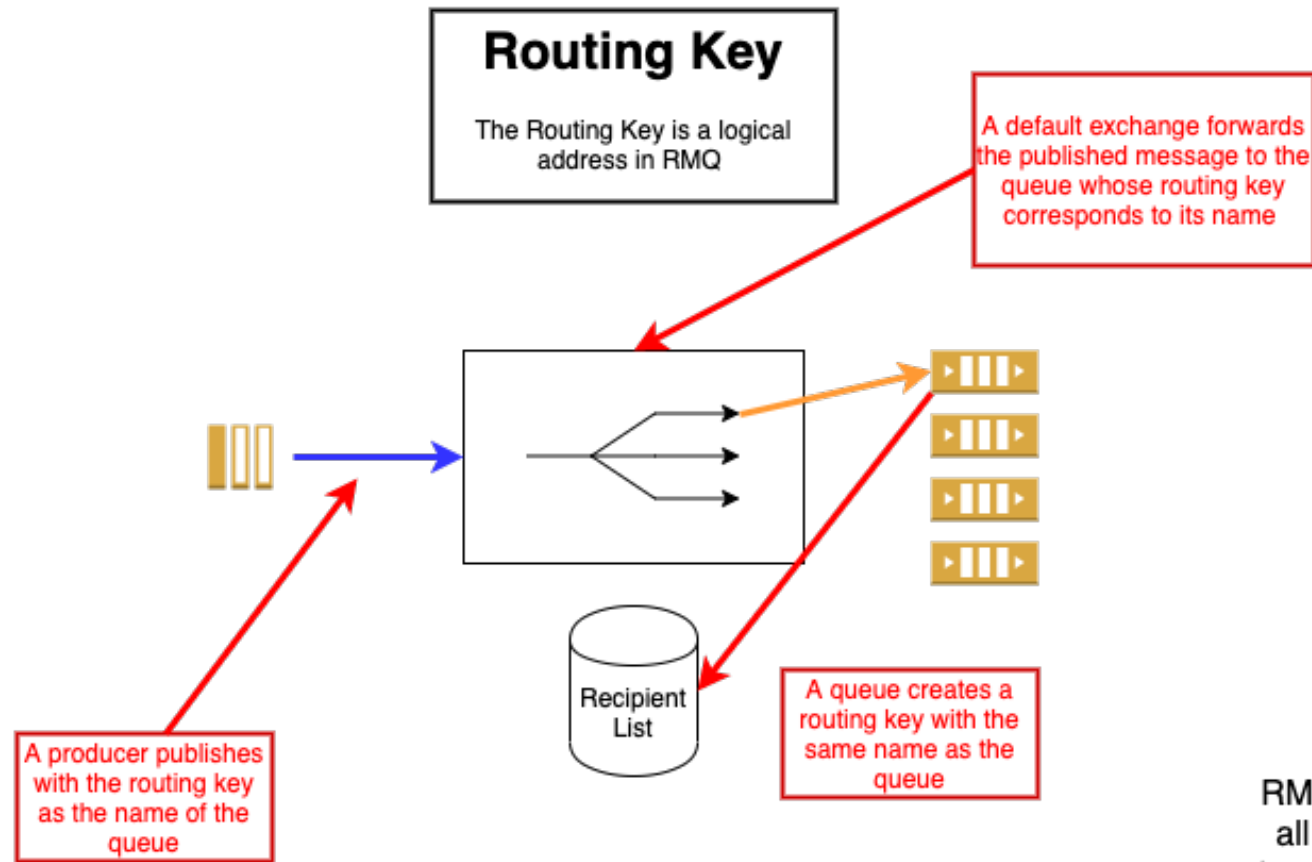 Routing Key
The Routing Key is a logical
address in RMQ
A default exchange forwards
the published message to the
queue whose routing key
corresponds to its name
Recipient
List
A queue creates a
routing key with the
same name as the
queue
A producer publishes
with the routing key
as the name of the
queue
RM
all